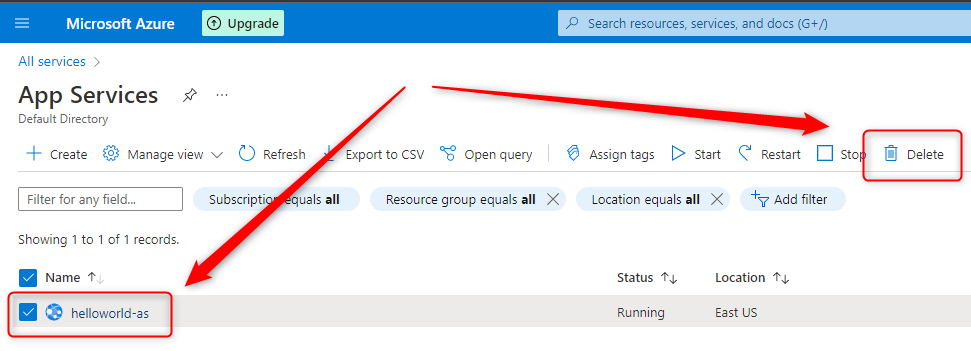 Microsoft Azure Upgrade Search resources, services, and docs (G+/)
All services
App Services
Default Directory
Create Manage view Refresh Export to CSV Open query Assign tags Start Restart Stop Delete
Filter for any field... Subscription equals all Resource group equals all Location equals all Add filter
Showing 1 to 1 of 1 records.
Name Status Location
helloworld-as Running East US